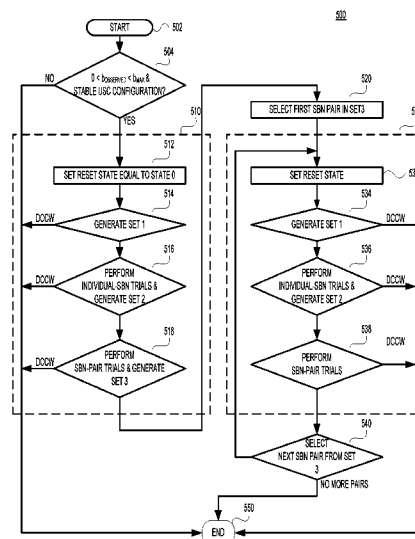 500
START
502
504
0 < bOBSERVET < bMAX &
STABLE USC CONFIGURATION?
NO
YES
510
512
SET RESET STATE EQUAL TO STATE 0
514
DCCW
GENERATE SET 1
516
DCCW
PERFORM
INDIVIDUAL-SBN TRIALS &
GENERATE SET 2
518
DCCW
PERFORM
SBN-PAIR TRIALS & GENERATE
SET 3
520
SELECT FIRST SBN PAIR IN SET3
SET RESET STATE
534
GENERATE SET 1
DCCW
536
PERFORM
INDIVIDUAL-SBN TRIALS &
GENERATE SET 2
DCCW
538
PERFORM
SBN-PAIR TRIALS
DCCW
540
SELECT
NEXT SBN PAIR FROM SET
3
NO MORE PAIRS
END
550